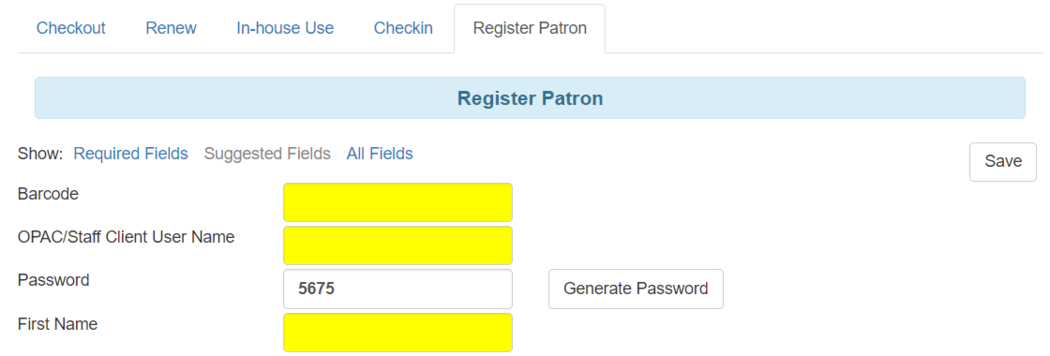 Checkout Renew In-house Use Checkin Register Patron
Register Patron
Show: Required Fields Suggested Fields All Fields Save
Barcode
OPAC/Staff Client User Name
Password 5675 Generate Password
First Name